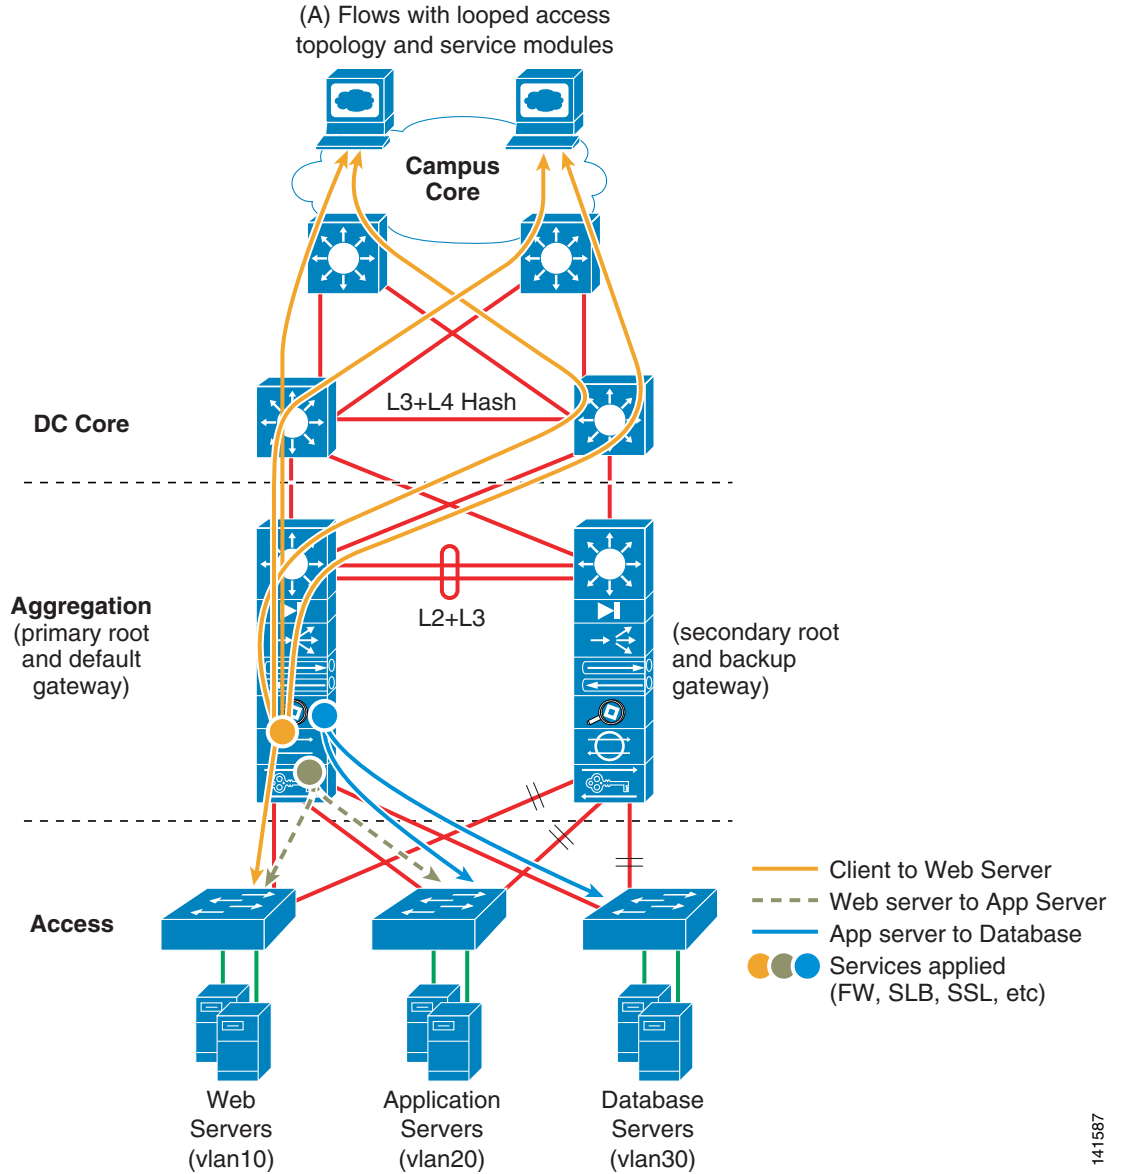 (A) Flows with looped access
topology and service modules
Campus
Core
L3+L4 Hash
DC Core
Aggregation
(primary root
and default
gateway)
L2+L3
(secondary root
and backup
gateway)
Access
Client to Web Server
Web server to App Server
App server to Database
Services applied
(FW, SLB, SSL, etc)
Web
Servers
(vlan10)
Application
Servers
(vlan20)
Database
Servers
(vlan30)
141587